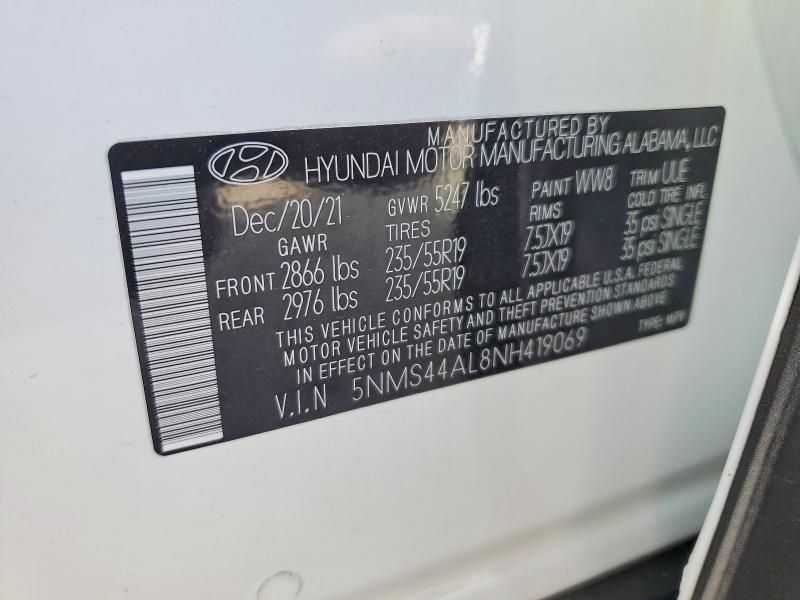 MANUFACTURED BY
HYUNDAI MOTOR MANUFACTURING ALABAMA, LLC
Dec/20/21 GVWR 5247 lbs PAINT WW8 TRIM UUE
GAWR TIRES RIMS COLD TIRE INFL
FRONT 2866 lbs 235/55R19 7.5JX19 35 psi SINGLE
REAR 2976 lbs 235/55R19 7.5JX19 35 psi SINGLE
THIS VEHICLE CONFORMS TO ALL APPLICABLE U.S.A. FEDERAL
MOTOR VEHICLE SAFETY AND THEFT PREVENTION STANDARDS
IN EFFECT ON THE DATE OF MANUFACTURE SHOWN ABOVE
V.I.N 5NMS44AL8NH419069 TYPE: MPV